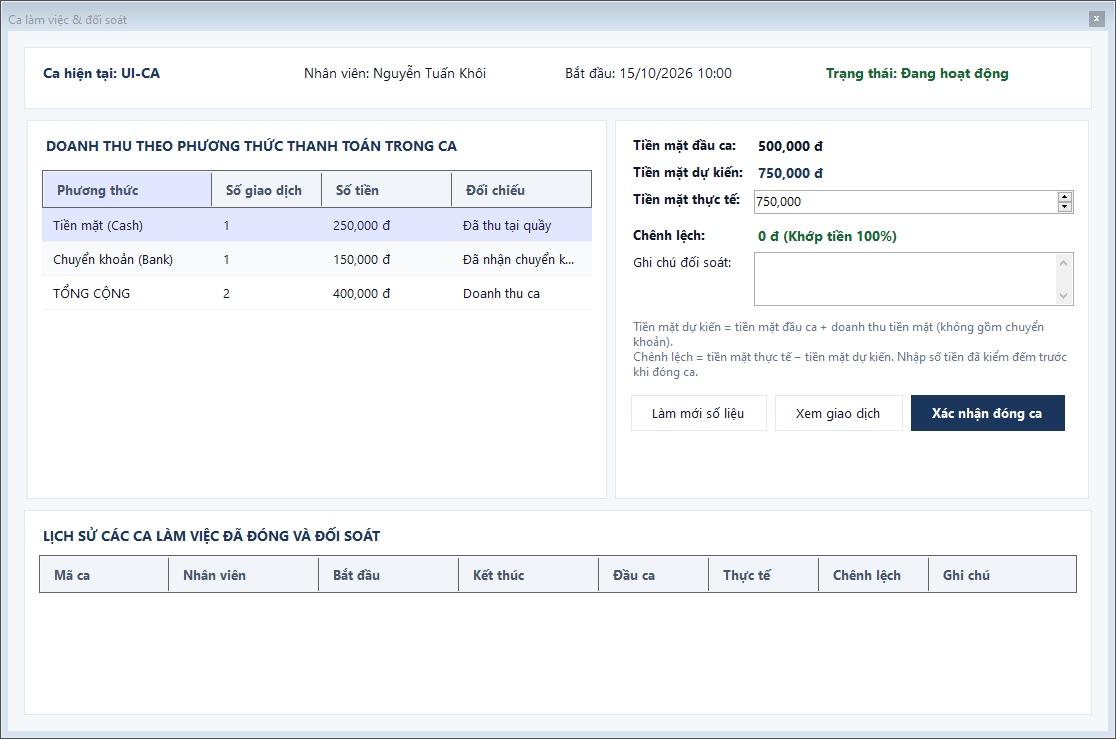 Ca làm việc & đối soát
Ca hiện tại: UI-CA
Nhân viên: Nguyễn Tuấn Khôi
Bắt đầu: 15/10/2026 10:00
Trạng thái: Đang hoạt động
DOANH THU THEO PHƯƠNG THỨC THANH TOÁN TRONG CA
Phương thức Số giao dịch Số tiền Đối chiếu
Tiền mặt (Cash) 1 250,000 đ Đã thu tại quầy
Chuyển khoản (Bank) 1 150,000 đ Đã nhận chuyển k...
TỔNG CỘNG 2 400,000 đ Doanh thu ca
Tiền mặt đầu ca: 500,000 đ
Tiền mặt dự kiến: 750,000 đ
Tiền mặt thực tế: 750,000
Chênh lệch: 0 đ (Khớp tiền 100%)
Ghi chú đối soát:
Tiền mặt dự kiến = tiền mặt đầu ca + doanh thu tiền mặt (không gồm chuyển
khoản).
Chênh lệch = tiền mặt thực tế − tiền mặt dự kiến. Nhập số tiền đã kiểm đếm trước
khi đóng ca.
Làm mới số liệu
Xem giao dịch
Xác nhận đóng ca
LỊCH SỬ CÁC CA LÀM VIỆC ĐÃ ĐÓNG VÀ ĐỐI SOÁT
Mã ca Nhân viên Bắt đầu Kết thúc Đầu ca Thực tế Chênh lệch Ghi chú